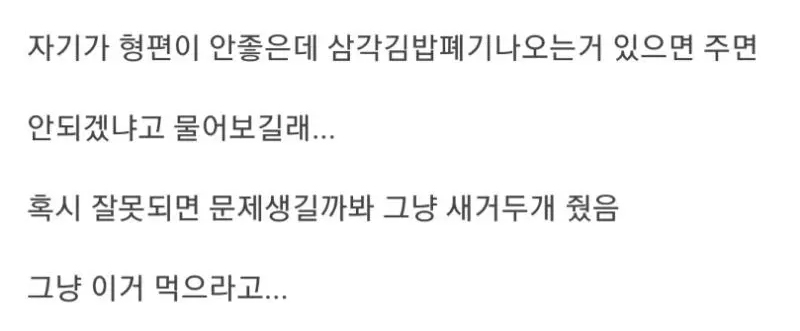 자기가 형편이 안좋은데 삼각김밥폐기나오는거 있으면 주면
안되겠냐고 물어보길래...
혹시 잘못되면 문제생길까봐 그냥 새거두개 줬음
그냥 이거 먹으라고...